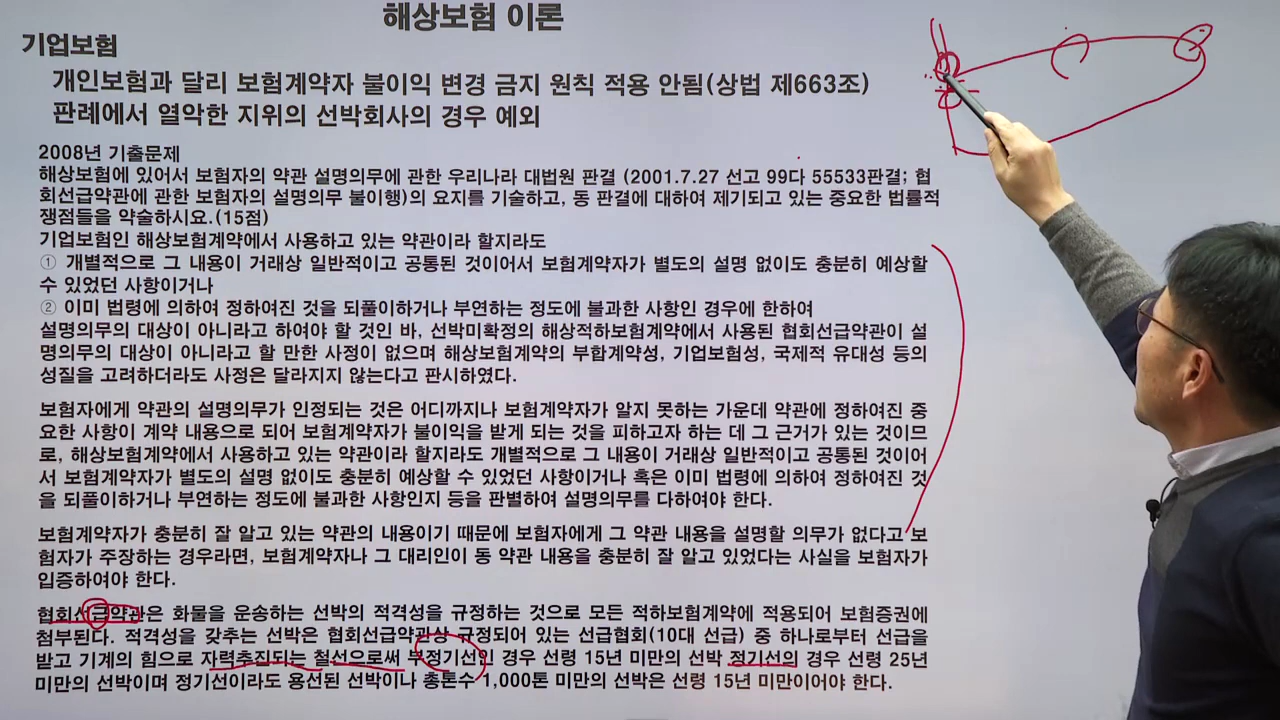 해상보험 이론
기업보험
개인보험과 달리 보험계약자 불이익 변경 금지 원칙 적용 안됨(상법 제663조)
판례에서 열악한 지위의 선박회사의 경우 예외
2008년 기출문제
해상보험에 있어서 보험자의 약관 설명의무에 관한 우리나라 대법원 판결 (2001.7.27 선고 99다 55533판결; 협
회선급약관에 관한 보험자의 설명의무 불이행)의 요지를 기술하고, 동 판결에 대하여 제기되고 있는 중요한 법률적
쟁점들을 약술하시요.(15점)
기업보험인 해상보험계약에서 사용하고 있는 약관이라 할지라도
① 개별적으로 그 내용이 거래상 일반적이고 공통된 것이어서 보험계약자가 별도의 설명 없이도 충분히 예상할
수 있었던 사항이거나
② 이미 법령에 의하여 정하여진 것을 되풀이하거나 부연하는 정도에 불과한 사항인 경우에 한하여
설명의무의 대상이 아니라고 하여야 할 것인 바, 선박미확정의 해상적하보험계약에서 사용된 협회선급약관이 설
명의무의 대상이 아니라고 할 만한 사정이 없으며 해상보험계약의 부합계약성, 기업보험성, 국제적 유대성 등의
성질을 고려하더라도 사정은 달라지지 않는다고 판시하였다.
보험자에게 약관의 설명의무가 인정되는 것은 어디까지나 보험계약자가 알지 못하는 가운데 약관에 정하여진 중
요한 사항이 계약 내용으로 되어 보험계약자가 불이익을 받게 되는 것을 피하고자 하는 데 그 근거가 있는 것이므
로, 해상보험계약에서 사용하고 있는 약관이라 할지라도 개별적으로 그 내용이 거래상 일반적이고 공통된 것이어
서 보험계약자가 별도의 설명 없이도 충분히 예상할 수 있었던 사항이거나 혹은 이미 법령에 의하여 정하여진 것
을 되풀이하거나 부연하는 정도에 불과한 사항인지 등을 판별하여 설명의무를 다하여야 한다.
보험계약자가 충분히 잘 알고 있는 약관의 내용이기 때문에 보험자에게 그 약관 내용을 설명할 의무가 없다고 보
험자가 주장하는 경우라면, 보험계약자나 그 대리인이 동 약관 내용을 충분히 잘 알고 있었다는 사실을 보험자가
입증하여야 한다.
협회선급약관은 화물을 운송하는 선박의 적격성을 규정하는 것으로 모든 적하보험계약에 적용되어 보험증권에
첨부된다. 적격성을 갖추는 선박은 협회선급약관상 규정되어 있는 선급협회(10대 선급) 중 하나로부터 선급을
받고 기계의 힘으로 자력추진되는 철선으로써 부정기선인 경우 선령 15년 미만의 선박 정기선의 경우 선령 25년
미만의 선박이며 정기선이라도 용선된 선박이나 총톤수 1,000톤 미만의 선박은 선령 15년 미만이어야 한다.